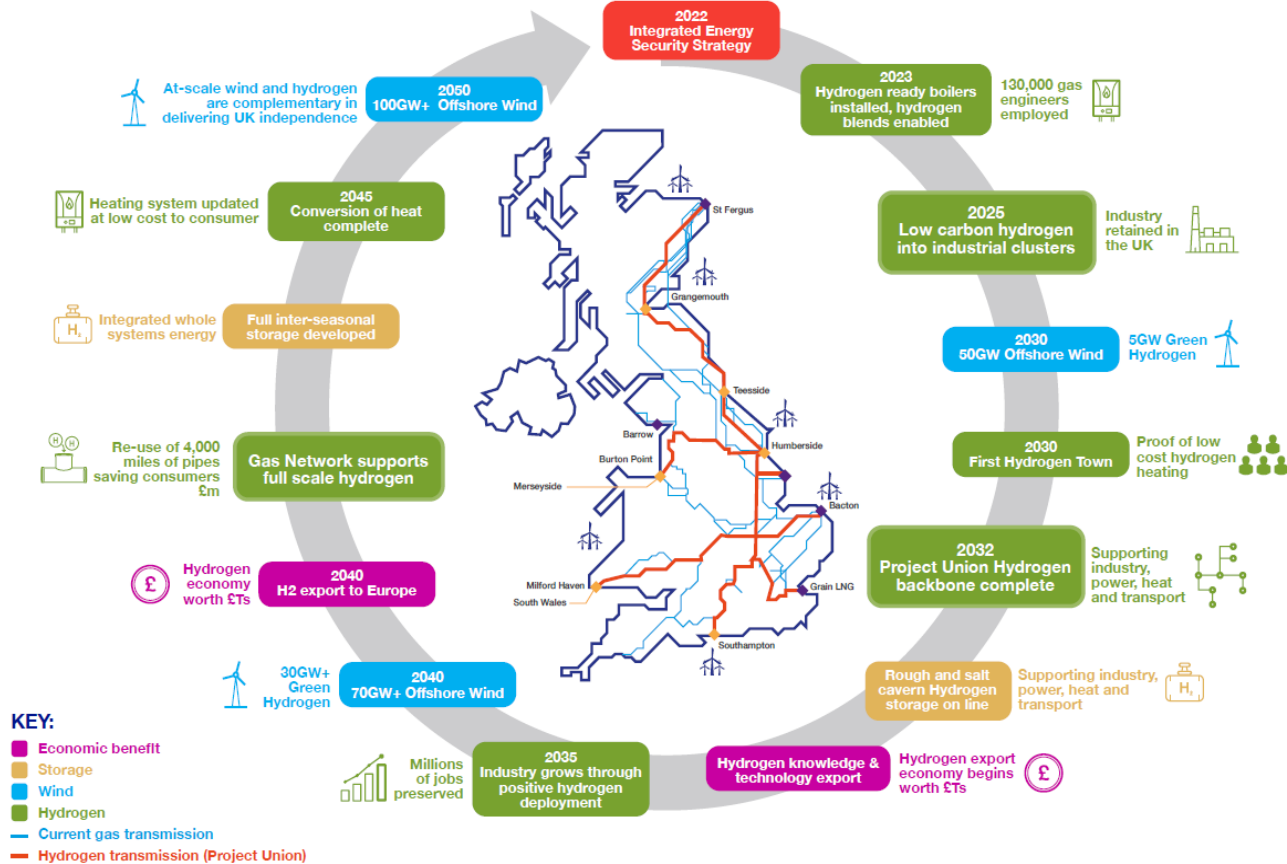 2022
Integrated Energy
Security Strategy
2023
Hydrogen ready boilers
installed, hydrogen
blends enabled
130,000 gas
engineers
employed
2025
Low carbon hydrogen
into industrial clusters
Industry
retained in
the UK
2030
50GW Offshore Wind
5GW Green
Hydrogen
2030
First Hydrogen Town
Proof of low
cost hydrogen
heating
2032
Project Union Hydrogen
backbone complete
Supporting
industry,
power, heat
and transport
Rough and salt
cavern Hydrogen
storage on line
Supporting industry,
power, heat and
transport
H₂
Hydrogen knowledge &
technology export
Hydrogen export
economy begins
worth £Ts
£
2035
Industry grows through
positive hydrogen
deployment
Millions
of jobs
preserved
2040
70GW+ Offshore Wind
30GW+
Green
Hydrogen
2040
H2 export to Europe
Hydrogen
economy
worth £Ts
£
Gas Network supports
full scale hydrogen
Re-use of 4,000
miles of pipes
saving consumers
£m
H H
Full inter-seasonal
storage developed
Integrated whole
systems energy
H₂
2045
Conversion of heat
complete
Heating system updated
at low cost to consumer
2050
100GW+ Offshore Wind
At-scale wind and hydrogen
are complementary in
delivering UK independence
St Fergus
Grangemouth
Teesside
Humberside
Barrow
Burton Point
Merseyside
Bacton
Milford Haven
South Wales
Grain LNG
Southampton
KEY:
Economic benefit
Storage
Wind
Hydrogen
Current gas transmission
Hydrogen transmission (Project Union)